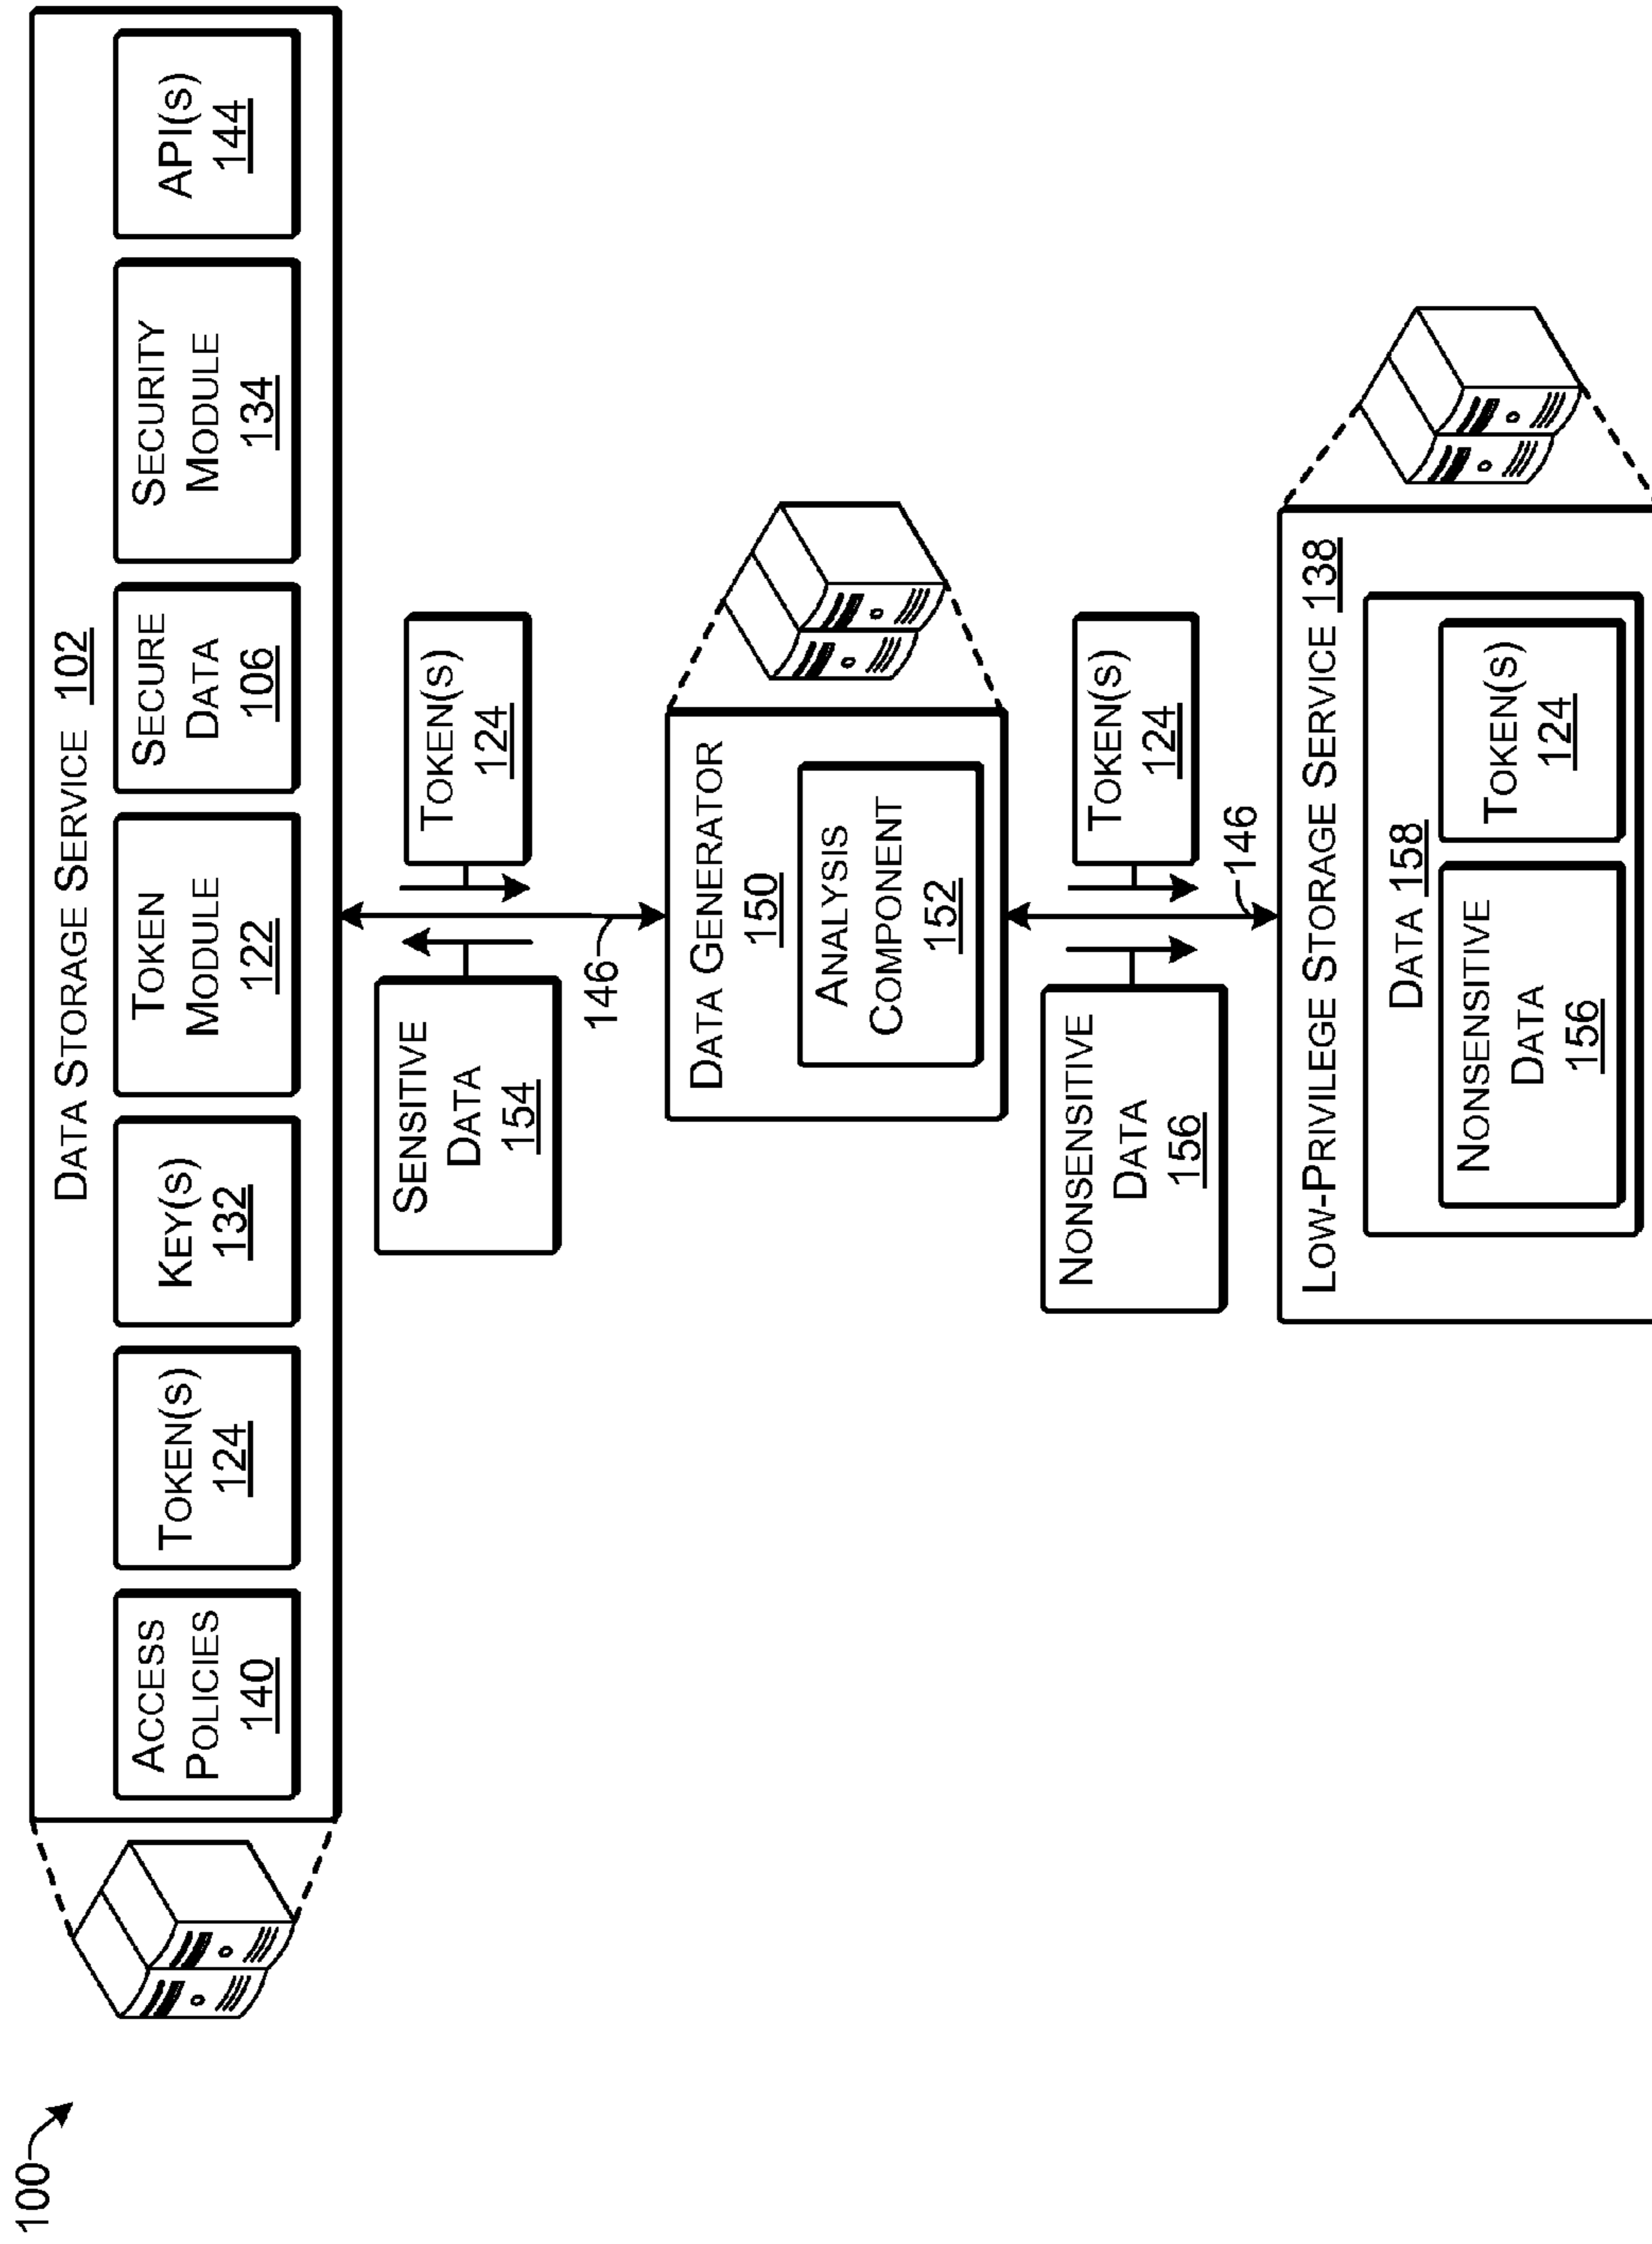 100
DATA STORAGE SERVICE 102
ACCESS
POLICIES
140
TOKEN(S)
124
KEY(S)
132
TOKEN
MODULE
122
SECURE
DATA
106
SECURITY
MODULE
134
API(S)
144
SENSITIVE
DATA
154
TOKEN(S)
124
146
DATA GENERATOR
150
ANALYSIS
COMPONENT
152
NONSENSITIVE
DATA
156
TOKEN(S)
124
146
LOW-PRIVILEGE STORAGE SERVICE 138
DATA 158
NONSENSITIVE
DATA
156
TOKEN(S)
124